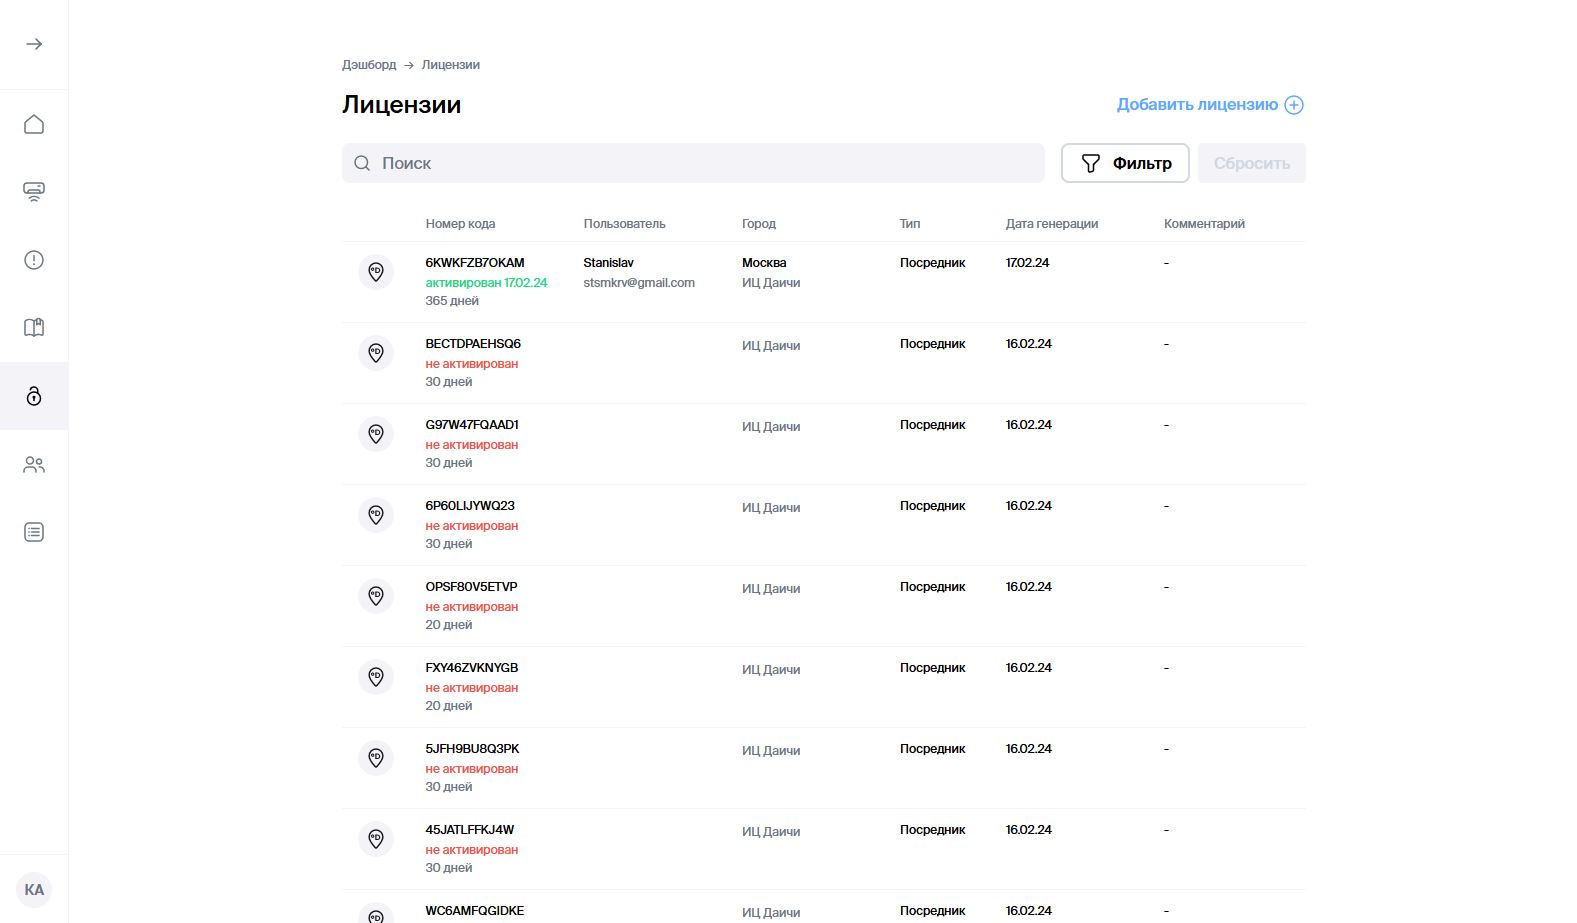 Дэшборд → Лицензии
Лицензии
Добавить лицензию
Поиск
Фильтр
Сбросить
Номер кода Пользователь Город Тип Дата генерации Комментарий
6KWKFZB7OKAM Stanislav Москва Посредник 17.02.24 -
активирован 17.02.24 stsmkrv@gmail.com ИЦ Даичи
365 дней
BECTDPAEHSQ6 ИЦ Даичи Посредник 16.02.24 -
не активирован
30 дней
G97W47FQAAD1 ИЦ Даичи Посредник 16.02.24 -
не активирован
30 дней
6P60LIJYWQ23 ИЦ Даичи Посредник 16.02.24 -
не активирован
30 дней
OPSF80V5ETVP ИЦ Даичи Посредник 16.02.24 -
не активирован
20 дней
FXY46ZVKNYGB ИЦ Даичи Посредник 16.02.24 -
не активирован
20 дней
5JFH9BU8Q3PK ИЦ Даичи Посредник 16.02.24 -
не активирован
30 дней
45JATLFFKJ4W ИЦ Даичи Посредник 16.02.24 -
не активирован
30 дней
WC6AMFQGIDKE ИЦ Даичи Посредник 16.02.24 -
KA